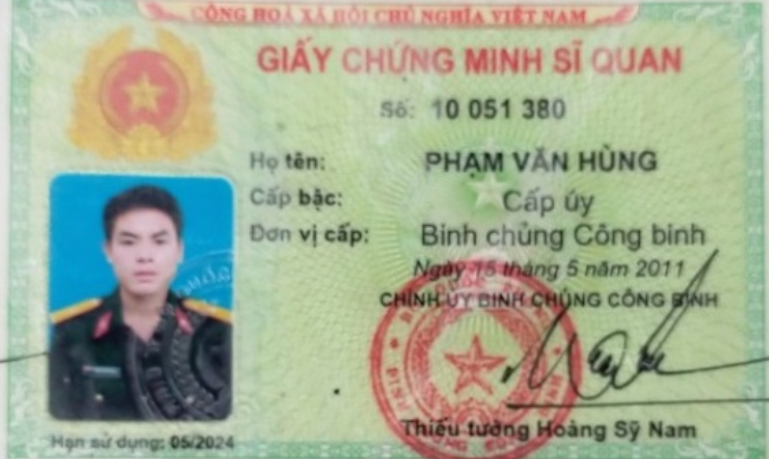 CỘNG HOÀ XÃ HỘI CHỦ NGHĨA VIỆT NAM
GIẤY CHỨNG MINH SĨ QUAN
Số: 10 051 380
Họ tên: PHẠM VĂN HÙNG
Cấp bậc: Cấp úy
Đơn vị cấp: Binh chủng Công binh
Ngày 15 tháng 5 năm 2011
CHÍNH ỦY BINH CHỦNG CÔNG BINH
Thiếu tướng Hoàng Sỹ Nam
Hạn sử dụng: 05/2024